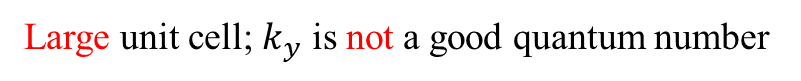 Large unit cell; $k_y$ is not a good quantum number